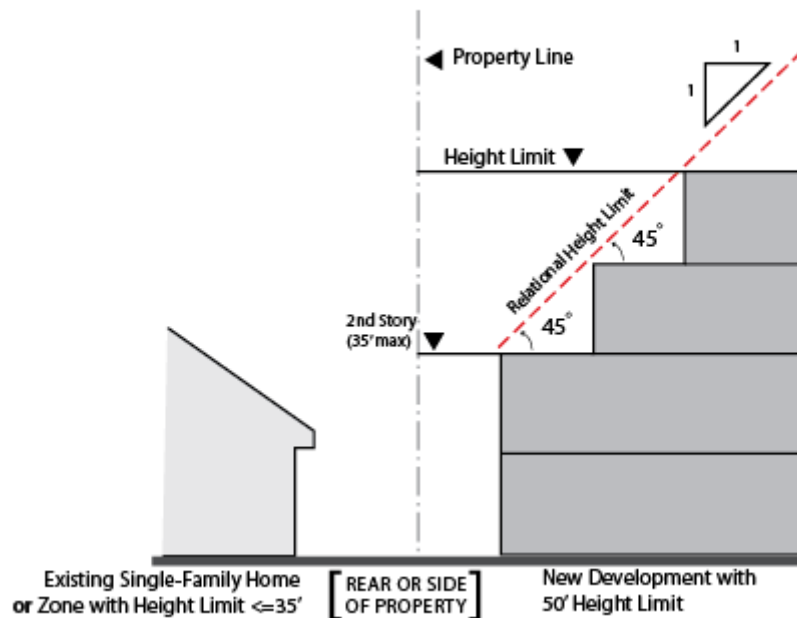 1
1
◀ Property Line
Height Limit ▼
Relational Height Limit
45°
45°
2nd Story
(35' max) ▼
Existing Single-Family Home
or Zone with Height Limit <=35'
[REAR OR SIDE
OF PROPERTY]
New Development with
50' Height Limit